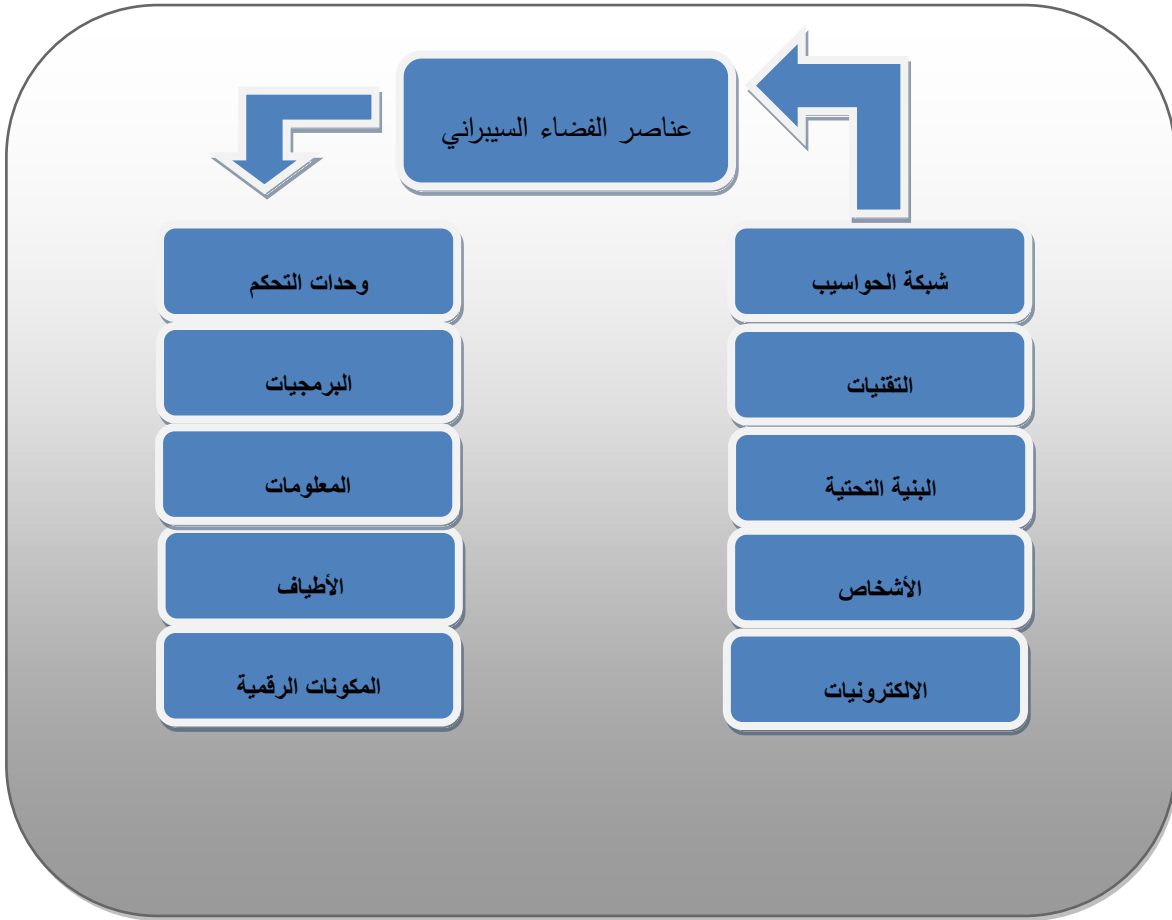 عناصر الفضاء السيبراني
شبكة الحواسيب
التقنيات
البنية التحتية
الأشخاص
الالكترونيات
وحدات التحكم
البرمجيات
المعلومات
الأطياف
المكونات الرقمية